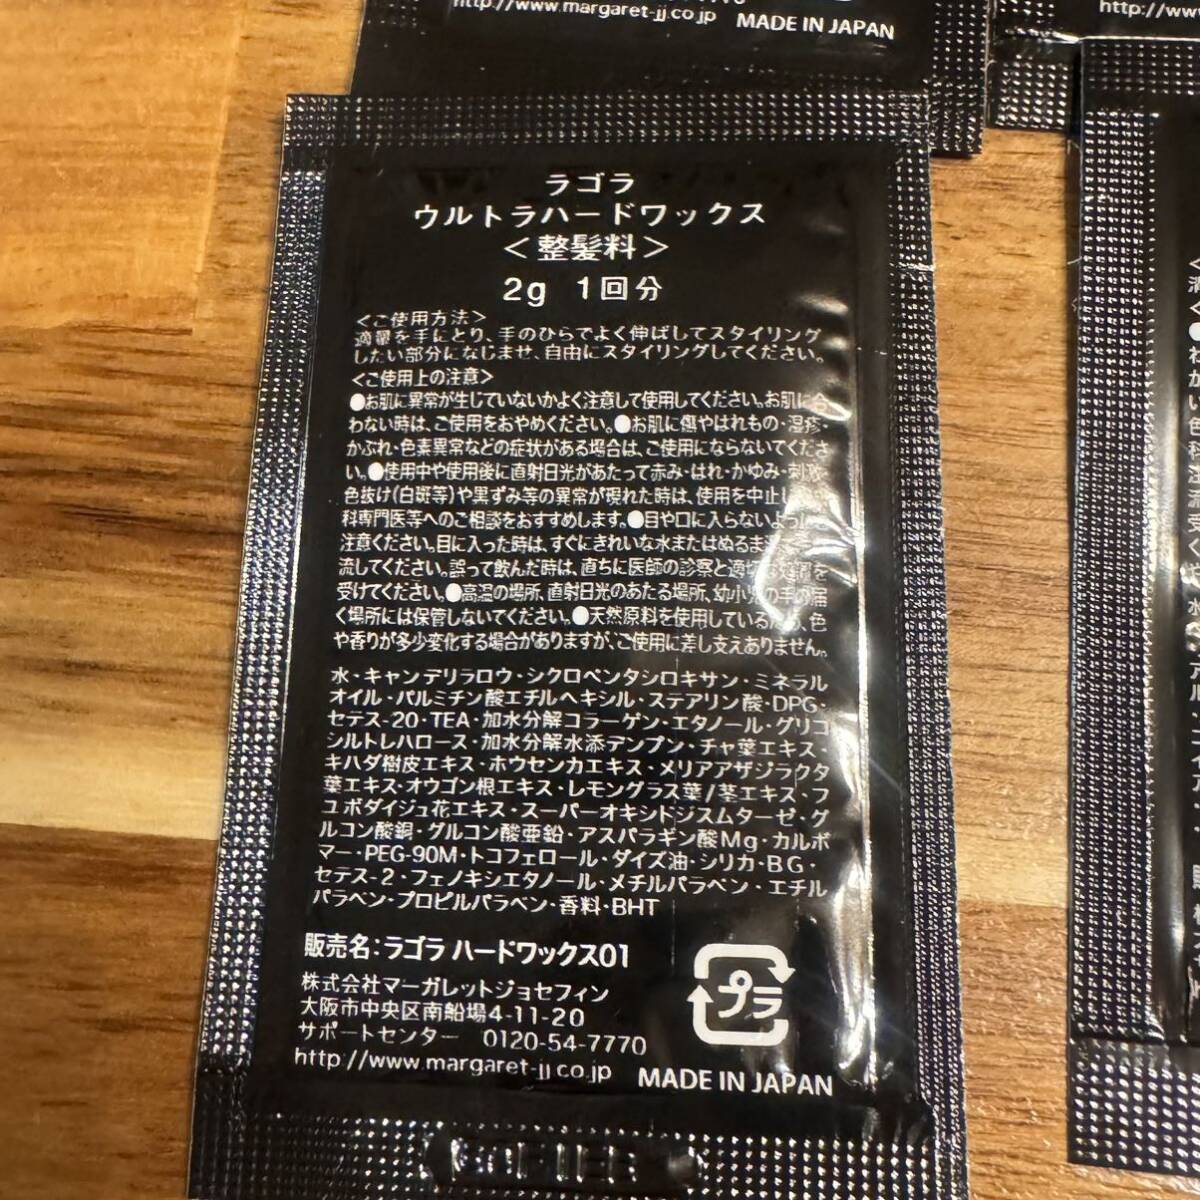 http://www.margaret-jj.co.jp MADE IN JAPAN
http://www
ラゴラ
ウルトラハードワックス
<整髪料>
2g 1回分
<ご使用方法>
適量を手にとり、手のひらでよく伸ばしてスタイリング
したい部分になじませ、自由にスタイリングしてください。
<ご使用上の注意>
●お肌に異常が生じていないかよく注意して使用してください。お肌に合
わない時は、ご使用をおやめください。●お肌に傷やはれもの・湿疹・
かぶれ・色素異常などの症状がある場合は、ご使用にならないでくださ
い。●使用中や使用後に直射日光があたって赤み・はれ・かゆみ・刺激・
色抜け(白斑等)や黒ずみ等の異常が現れた時は、使用を中止し
科専門医等へのご相談をおすすめします。●目や口に入らないように
注意ください。目に入った時は、すぐにきれいな水またはぬるま
流してください。誤って飲んだ時は、直ちに医師の診察と適切な処置を
受けてください。●高温の場所、直射日光のあたる場所、幼小児の手の届
く場所には保管しないでください。●天然原料を使用しているため、色
や香りが多少変化する場合がありますが、ご使用に差し支えありません。
水・キャンデリラロウ・シクロペンタシロキサン・ミネラル
オイル・パルミチン酸エチルヘキシル・ステアリン酸・DPG・
セテス-20・TEA・加水分解コラーゲン・エタノール・グリコ
シルトレハロース・加水分解水添デンプン・チャ葉エキス・
キハダ樹皮エキス・ホウセンカエキス・メリアアザジラクタ
葉エキス・オウゴン根エキス・レモングラス葉/茎エキス・フ
ユボダイジュ花エキス・スーパーオキシドジスムターゼ・グ
ルコン酸銅・グルコン酸亜鉛・アスパラギン酸Mg・カルボ
マー・PEG-90M・トコフェロール・ダイズ油・シリカ・BG・
セテス-2・フェノキシエタノール・メチルパラベン・エチル
パラベン・プロピルパラベン・香料・BHT
販売名：ラゴラ ハードワックス01
株式会社マーガレットジョセフィン
大阪市中央区南船場4-11-20
サポートセンター 0120-54-7770
http://www.margaret-jj.co.jp MADE IN JAPAN
プラ